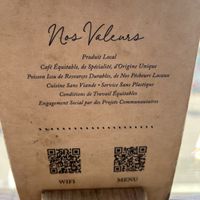 Nos Valeurs
Produit Local
Café Équitable, de Spécialité, d'Origine Unique
Poisson Issu de Resources Durables, de Nos Pêcheurs Locaux
Cuisine Sans Viande • Service Sans Plastique
Conditions de Travail Équitables
Engagement Social par des Projets Communautaires
WIFI MENU